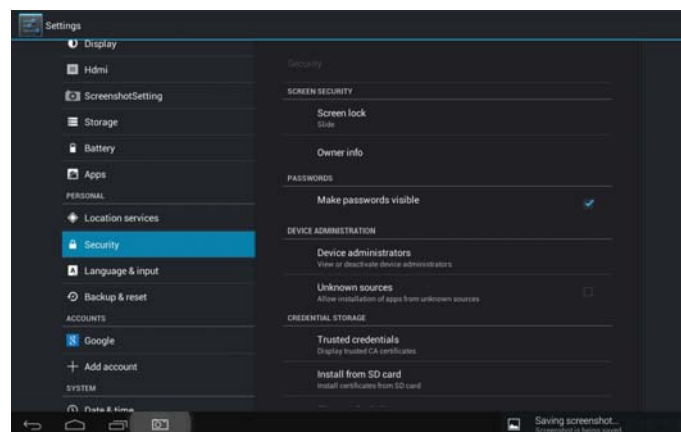 Settings
Display
Hdmi
ScreenshotSetting
Storage
Battery
Apps
PERSONAL
Location services
Security
Language & input
Backup & reset
ACCOUNTS
Google
Add account
SYSTEM
Date & time
Security
SCREEN SECURITY
Screen lock
Slide
Owner info
PASSWORDS
Make passwords visible
DEVICE ADMINISTRATION
Device administrators
View or deactivate device administrators
Unknown sources
Allow installation of apps from unknown sources
CREDENTIAL STORAGE
Trusted credentials
Display trusted CA certificates
Install from SD card
Install certificates from SD card
Saving screenshot...
Screenshot is being saved